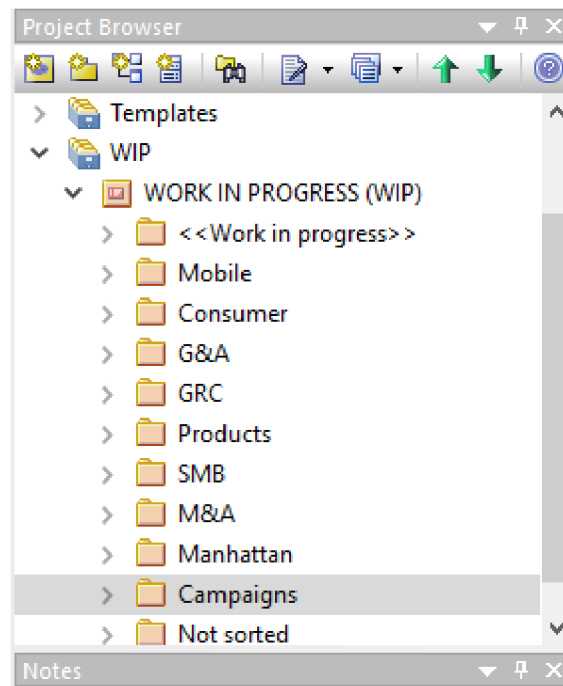 Project Browser
Templates
WIP
WORK IN PROGRESS (WIP)
<<Work in progress>>
Mobile
Consumer
G&A
GRC
Products
SMB
M&A
Manhattan
Campaigns
Not sorted
Notes